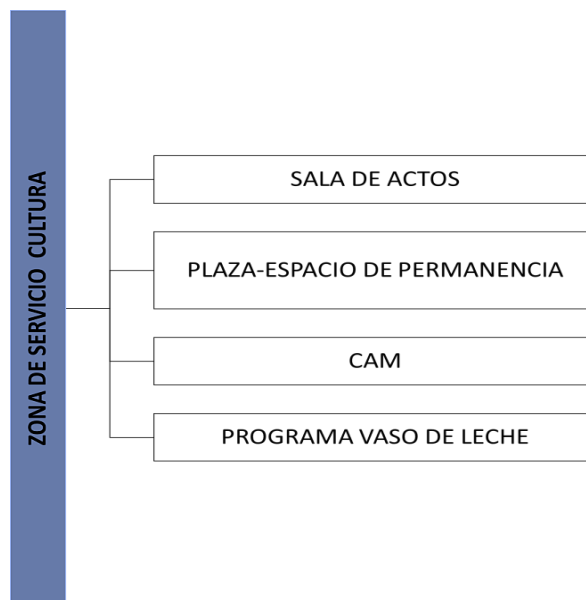 ZONA DE SERVICIO CULTURA
SALA DE ACTOS
PLAZA-ESPACIO DE PERMANENCIA
CAM
PROGRAMA VASO DE LECHE